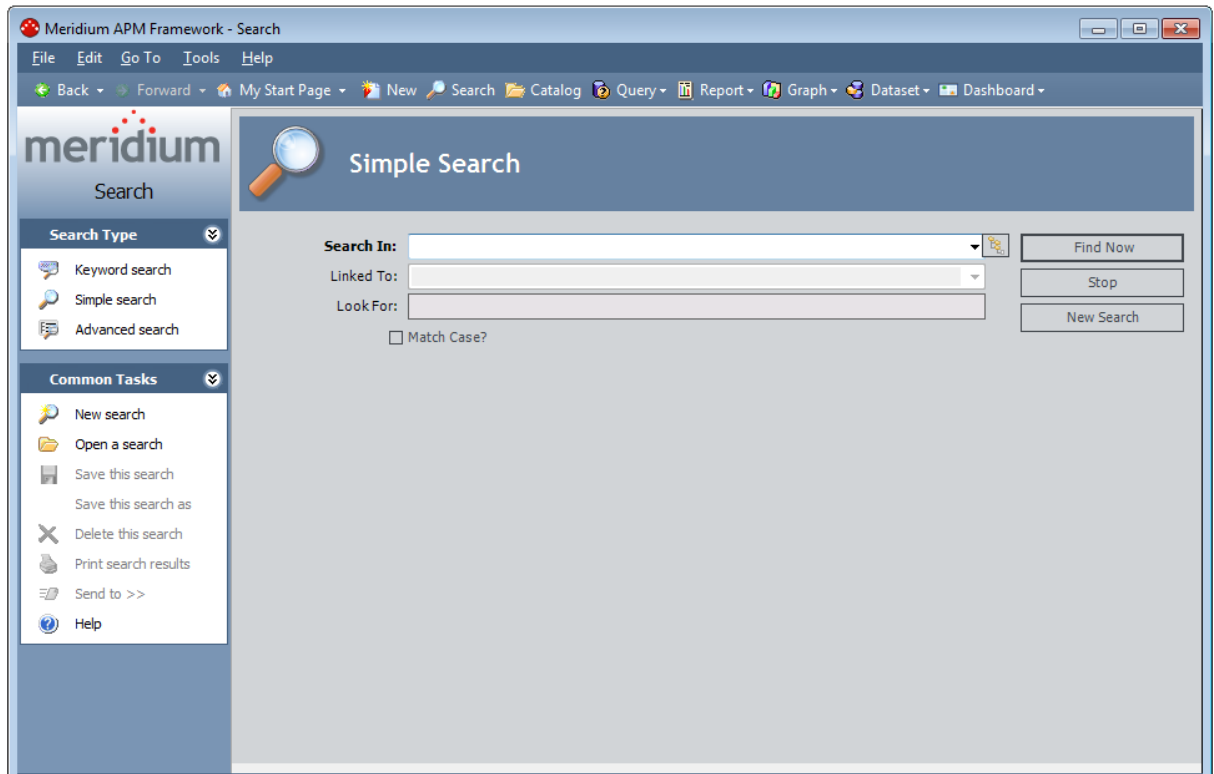 Meridium APM Framework - Search
File Edit Go To Tools Help
Back Forward My Start Page New Search Catalog Query Report Graph Dataset Dashboard
meridium
Search
Simple Search
Search Type
Keyword search
Simple search
Advanced search
Common Tasks
New search
Open a search
Save this search
Save this search as
Delete this search
Print search results
Send to >>
Help
Search In:
Linked To:
Look For:
Match Case?
Find Now
Stop
New Search